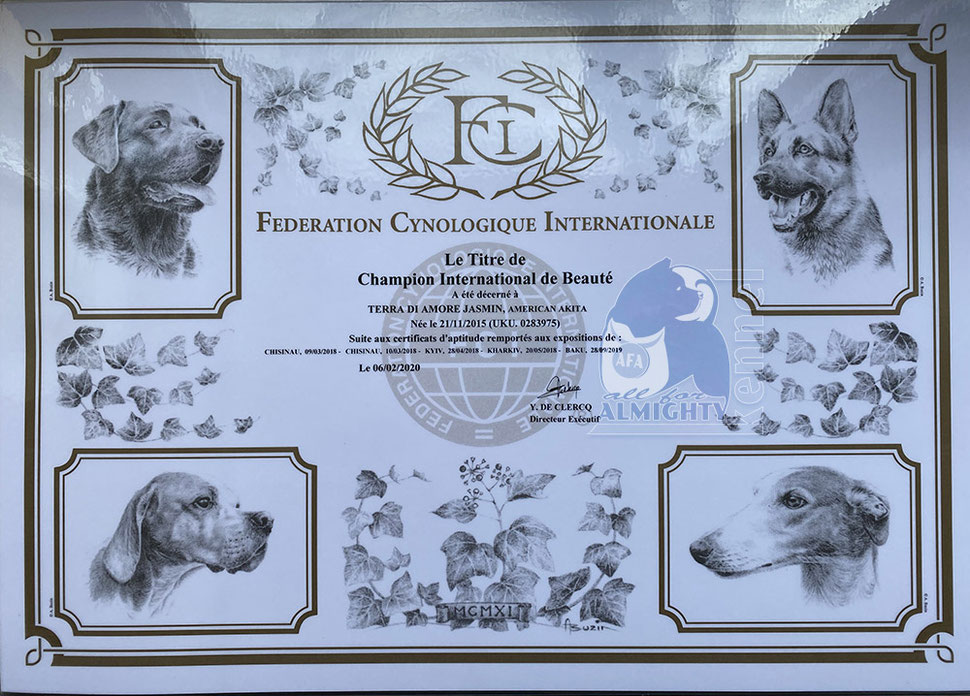 FCI
FEDERATION CYNOLOGIQUE INTERNATIONALE
Le Titre de
Champion International de Beauté
A été décerné à
TERRA DI AMORE JASMIN, AMERICAN AKITA
Née le 21/11/2015 (UKU. 0283975)
Suite aux certificats d'aptitude remportés aux expositions de :
CHISINAU, 09/03/2018 - CHISINAU, 10/03/2018 - KYIV, 28/04/2018 - KHARKIV, 20/05/2018 - BAKU, 28/09/2019
Le 06/02/2020
Y. DE CLERCQ
Directeur Exécutif
AFA
all for
ALMIGHTY
kennel
MCMXI